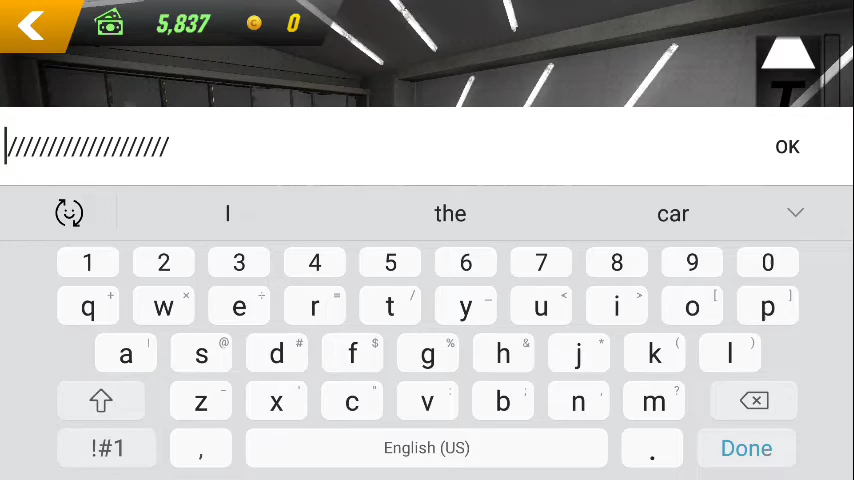 5,837 C 0
T
////////////////////
OK
I the car
1 2 3 4 5 6 7 8 9 0
q + w × e ÷ r = t / y _ u < i > o [ p ]
a ! s @ d # f $ g % h & j * k ( l )
z - x ' c " v : b ; n , m ?
!#1 , English (US) . Done